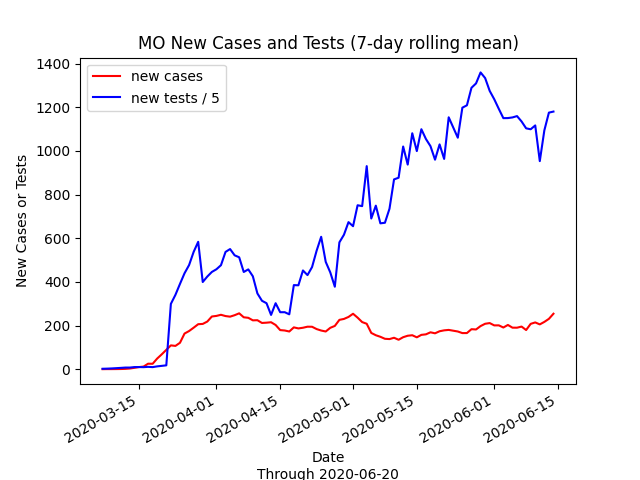 MO New Cases and Tests (7-day rolling mean)
new cases
new tests / 5
New Cases or Tests
1400
1200
1000
800
600
400
200
0
2020-03-15
2020-04-01
2020-04-15
2020-05-01
2020-05-15
2020-06-01
2020-06-15
Date
Through 2020-06-20